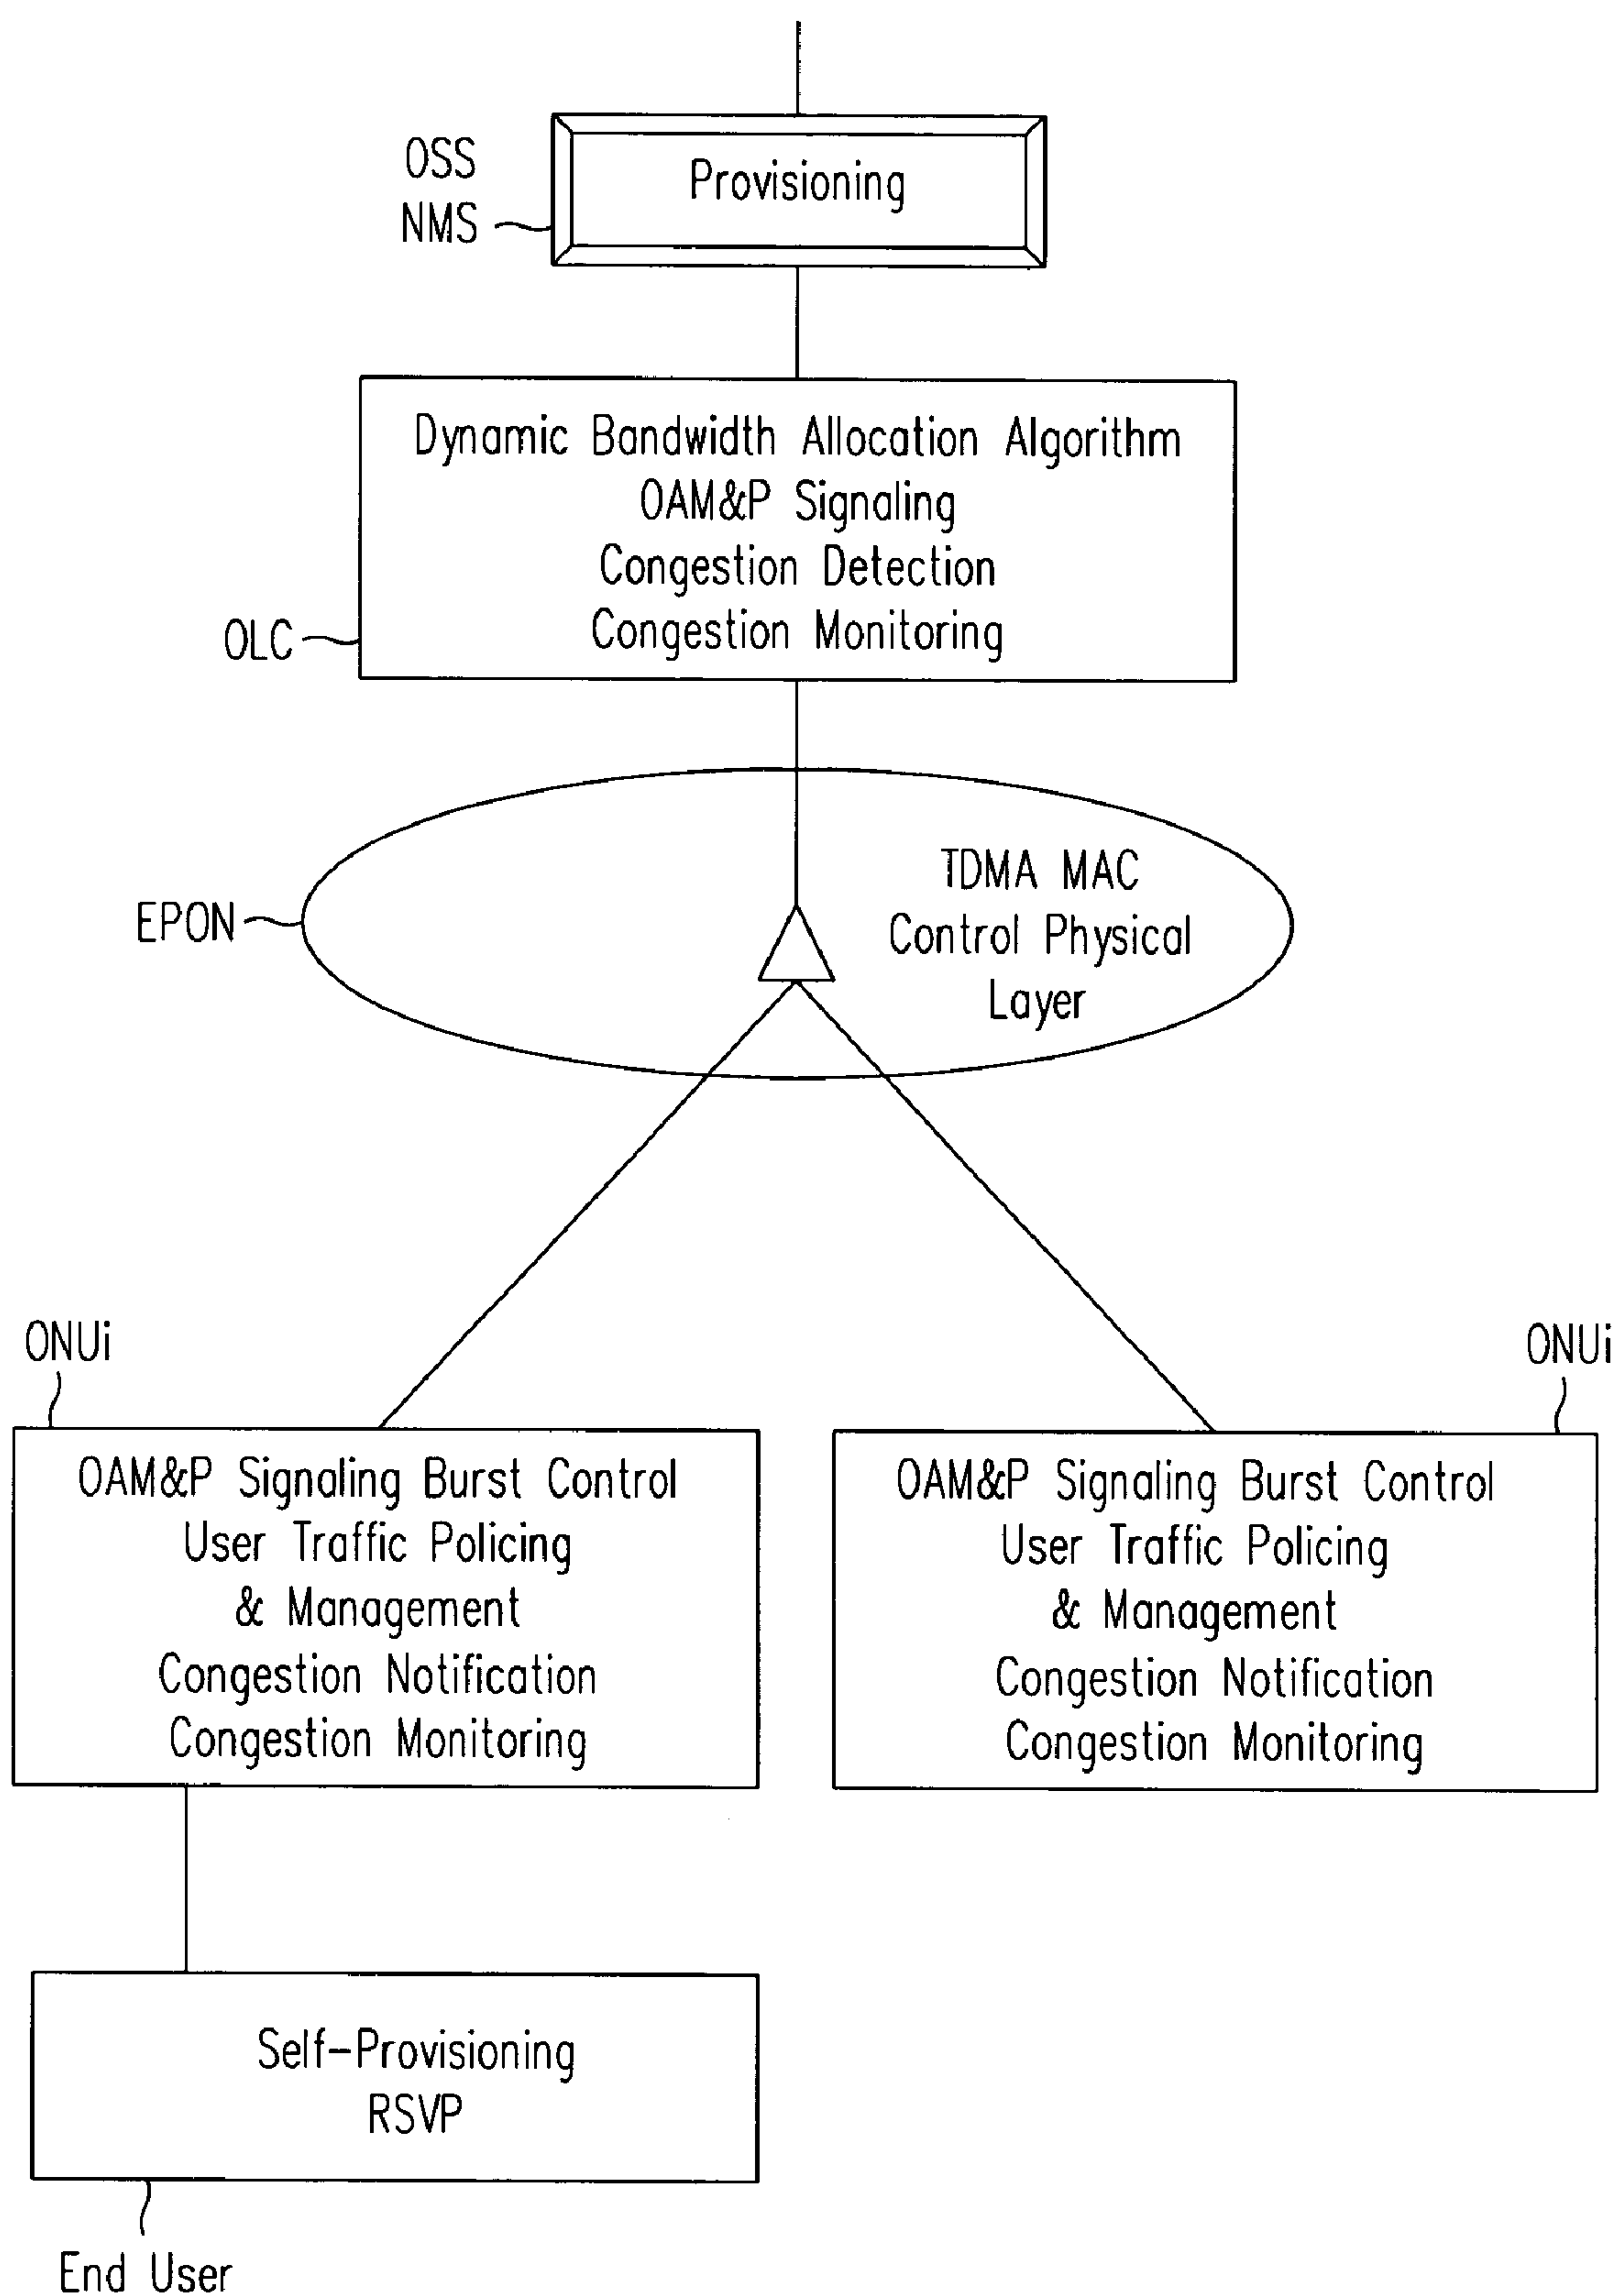 OSS
NMS
Provisioning
Dynamic Bandwidth Allocation Algorithm
OAM&P Signaling
Congestion Detection
Congestion Monitoring
OLC
EPON
TDMA MAC
Control Physical
Layer
ONUi
ONUi
OAM&P Signaling Burst Control
User Traffic Policing
& Management
Congestion Notification
Congestion Monitoring
OAM&P Signaling Burst Control
User Traffic Policing
& Management
Congestion Notification
Congestion Monitoring
Self-Provisioning
RSVP
End User